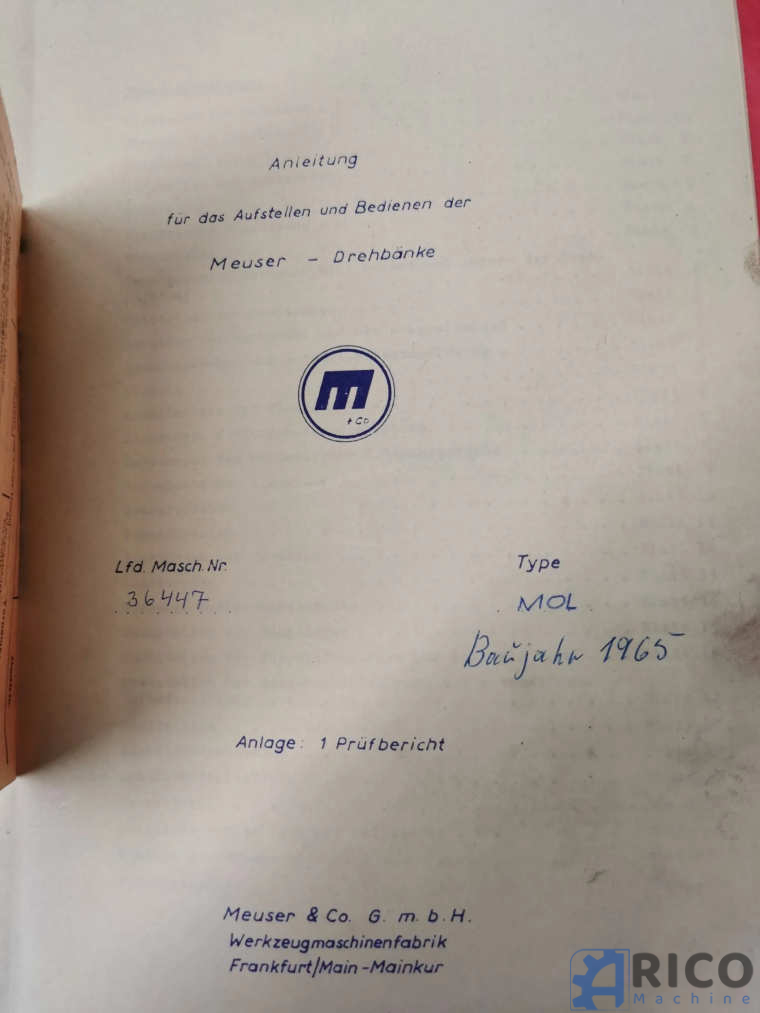 Anleitung
für das Aufstellen und Bedienen der
Meuser - Drehbänke
m
+ Co
Lfd. Masch. Nr.
36447
Type
MOL
Baujahr 1965
Anlage: 1 Prüfbericht
Meuser & Co. G. m. b. H.
Werkzeugmaschinenfabrik
Frankfurt/Main-Mainkur
ARICO
Machine